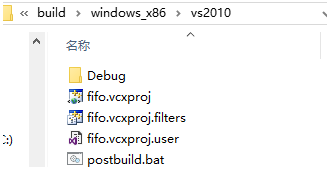 build > windows_x86 > vs2010
名称
Debug
fifo.vcxproj
fifo.vcxproj.filters
fifo.vcxproj.user
:) postbuild.bat